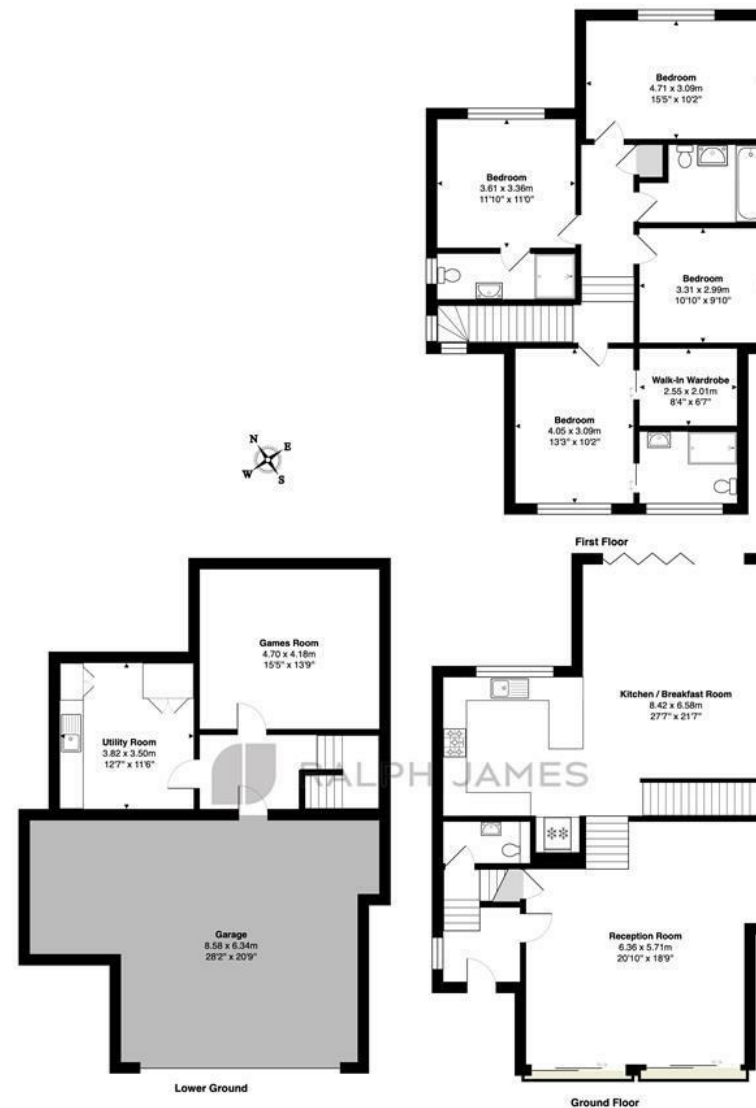 Bedroom
4.71 x 3.09m
15'5" x 10'2"
Bedroom
3.61 x 3.36m
11'10" x 11'0"
Bedroom
3.31 x 2.99m
10'10" x 9'10"
Walk-In Wardrobe
2.55 x 2.01m
8'4" x 6'7"
Bedroom
4.05 x 3.09m
13'3" x 10'2"
N
E
W
S
First Floor
Games Room
4.70 x 4.18m
15'5" x 13'9"
Utility Room
3.82 x 3.50m
12'7" x 11'6"
Kitchen / Breakfast Room
8.42 x 6.58m
27'7" x 21'7"
RALPH JAMES
Garage
8.58 x 6.34m
28'2" x 20'9"
Reception Room
6.36 x 5.71m
20'10" x 18'9"
Lower Ground
Ground Floor